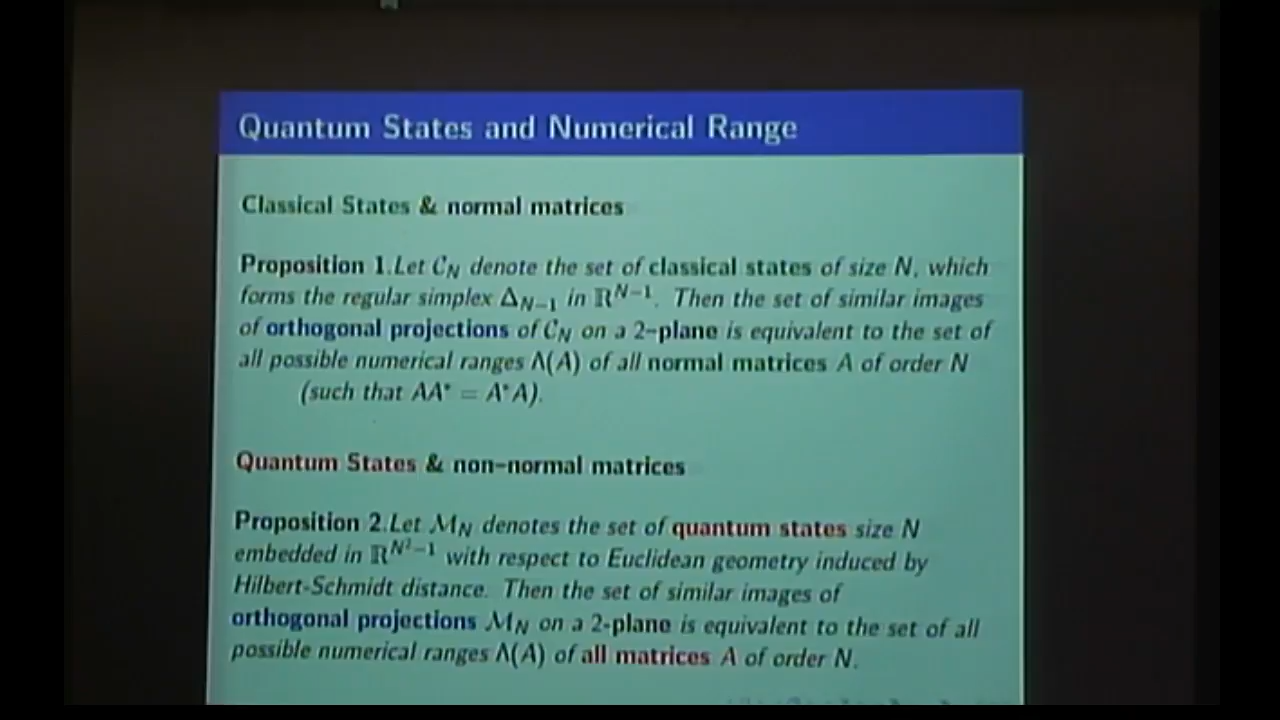 Quantum States and Numerical Range
Classical States & normal matrices
Proposition 1.Let C_N denote the set of classical states of size N, which
forms the regular simplex Δ_{N−1} in ℝ^{N−1}. Then the set of similar images
of orthogonal projections of C_N on a 2−plane is equivalent to the set of
all possible numerical ranges Λ(A) of all normal matrices A of order N
(such that AA* = A*A).
Quantum States & non−normal matrices
Proposition 2.Let M_N denotes the set of quantum states size N
embedded in ℝ^{N²−1} with respect to Euclidean geometry induced by
Hilbert-Schmidt distance. Then the set of similar images of
orthogonal projections M_N on a 2-plane is equivalent to the set of all
possible numerical ranges Λ(A) of all matrices A of order N.